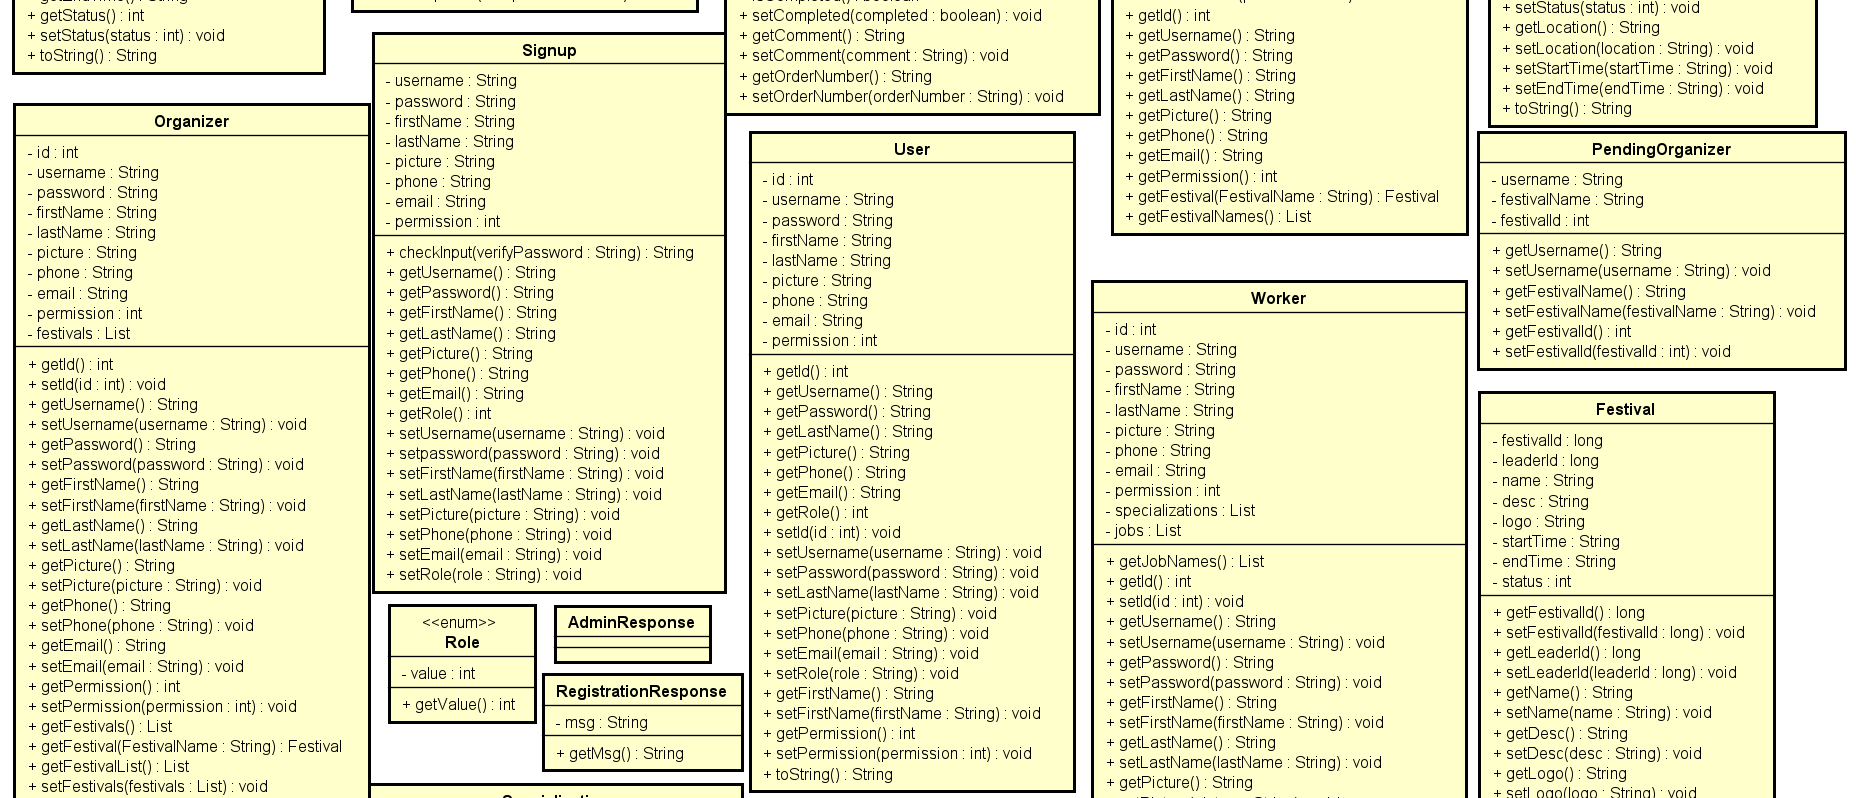 + getStatus() : int
+ setStatus(status : int) : void
+ toString() : String
Organizer
- id : int
- username : String
- password : String
- firstName : String
- lastName : String
- picture : String
- phone : String
- email : String
- permission : int
- festivals : List
+ getId() : int
+ setId(id : int) : void
+ getUsername() : String
+ setUsername(username : String) : void
+ getPassword() : String
+ setPassword(password : String) : void
+ getFirstName() : String
+ setFirstName(firstName : String) : void
+ getLastName() : String
+ setLastName(lastName : String) : void
+ getPicture() : String
+ setPicture(picture : String) : void
+ getPhone() : String
+ setPhone(phone : String) : void
+ getEmail() : String
+ setEmail(email : String) : void
+ getPermission() : int
+ setPermission(permission : int) : void
+ getFestivals() : List
+ getFestival(FestivalName : String) : Festival
+ getFestivalList() : List
+ setFestivals(festivals : List) : void
Signup
- username : String
- password : String
- firstName : String
- lastName : String
- picture : String
- phone : String
- email : String
- permission : int
+ checkInput(verifyPassword : String) : String
+ getUsername() : String
+ getPassword() : String
+ getFirstName() : String
+ getLastName() : String
+ getPicture() : String
+ getPhone() : String
+ getEmail() : String
+ getRole() : int
+ setUsername(username : String) : void
+ setpassword(password : String) : void
+ setFirstName(firstName : String) : void
+ setLastName(lastName : String) : void
+ setPicture(picture : String) : void
+ setPhone(phone : String) : void
+ setEmail(email : String) : void
+ setRole(role : String) : void
<<enum>>
Role
- value : int
+ getValue() : int
AdminResponse
RegistrationResponse
- msg : String
+ getMsg() : String
+ setCompleted(completed : boolean) : void
+ getComment() : String
+ setComment(comment : String) : void
+ getOrderNumber() : String
+ setOrderNumber(orderNumber : String) : void
User
- id : int
- username : String
- password : String
- firstName : String
- lastName : String
- picture : String
- phone : String
- email : String
- permission : int
+ getId() : int
+ getUsername() : String
+ getPassword() : String
+ getLastName() : String
+ getPicture() : String
+ getPhone() : String
+ getEmail() : String
+ getRole() : int
+ setId(id : int) : void
+ setUsername(username : String) : void
+ setPassword(password : String) : void
+ setLastName(lastName : String) : void
+ setPicture(picture : String) : void
+ setPhone(phone : String) : void
+ setEmail(email : String) : void
+ setRole(role : String) : void
+ getFirstName() : String
+ setFirstName(firstName : String) : void
+ getPermission() : int
+ setPermission(permission : int) : void
+ toString() : String
+ getId() : int
+ getUsername() : String
+ getPassword() : String
+ getFirstName() : String
+ getLastName() : String
+ getPicture() : String
+ getPhone() : String
+ getEmail() : String
+ getPermission() : int
+ getFestival(FestivalName : String) : Festival
+ getFestivalNames() : List
Worker
- id : int
- username : String
- password : String
- firstName : String
- lastName : String
- picture : String
- phone : String
- email : String
- permission : int
- specializations : List
- jobs : List
+ getJobNames() : List
+ getId() : int
+ setId(id : int) : void
+ getUsername() : String
+ setUsername(username : String) : void
+ getPassword() : String
+ setPassword(password : String) : void
+ getFirstName() : String
+ setFirstName(firstName : String) : void
+ getLastName() : String
+ setLastName(lastName : String) : void
+ getPicture() : String
+ setStatus(status : int) : void
+ getLocation() : String
+ setLocation(location : String) : void
+ setStartTime(startTime : String) : void
+ setEndTime(endTime : String) : void
+ toString() : String
PendingOrganizer
- username : String
- festivalName : String
- festivalId : int
+ getUsername() : String
+ setUsername(username : String) : void
+ getFestivalName() : String
+ setFestivalName(festivalName : String) : void
+ getFestivalId() : int
+ setFestivalId(festivalId : int) : void
Festival
- festivalId : long
- leaderId : long
- name : String
- desc : String
- logo : String
- startTime : String
- endTime : String
- status : int
+ getFestivalId() : long
+ setFestivalId(festivalId : long) : void
+ getLeaderId() : long
+ setLeaderId(leaderId : long) : void
+ getName() : String
+ setName(name : String) : void
+ getDesc() : String
+ setDesc(desc : String) : void
+ getLogo() : String
+ setLogo(logo : String) : void